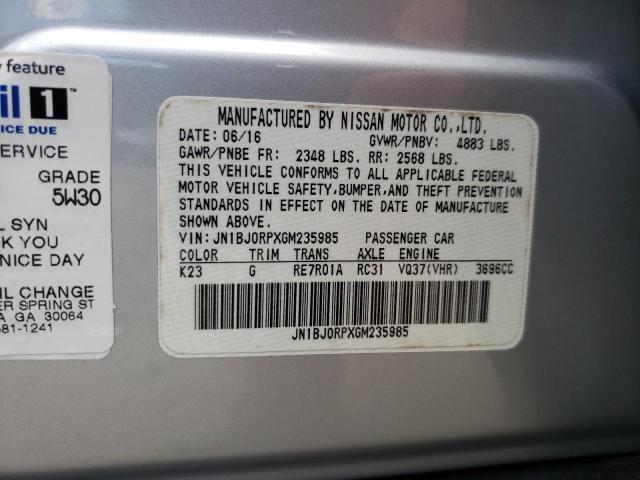 y feature
il 1™
ICE DUE
SERVICE
GRADE
5W30
L SYN
K YOU
NICE DAY
IL CHANGE
ER SPRING ST
A GA 30064
581-1241
MANUFACTURED BY NISSAN MOTOR CO.,LTD.
DATE: 06/16 GVWR/PNBV: 4883 LBS.
GAWR/PNBE FR: 2348 LBS. RR: 2568 LBS.
THIS VEHICLE CONFORMS TO ALL APPLICABLE FEDERAL
MOTOR VEHICLE SAFETY,BUMPER,AND THEFT PREVENTION
STANDARDS IN EFFECT ON THE DATE OF MANUFACTURE
SHOWN ABOVE.
VIN: JN1BJ0RPXGM235985 PASSENGER CAR
COLOR TRIM TRANS AXLE ENGINE
K23 G RE7R01A RC31 VQ37(VHR) 3696CC
JN1BJ0RPXGM235985